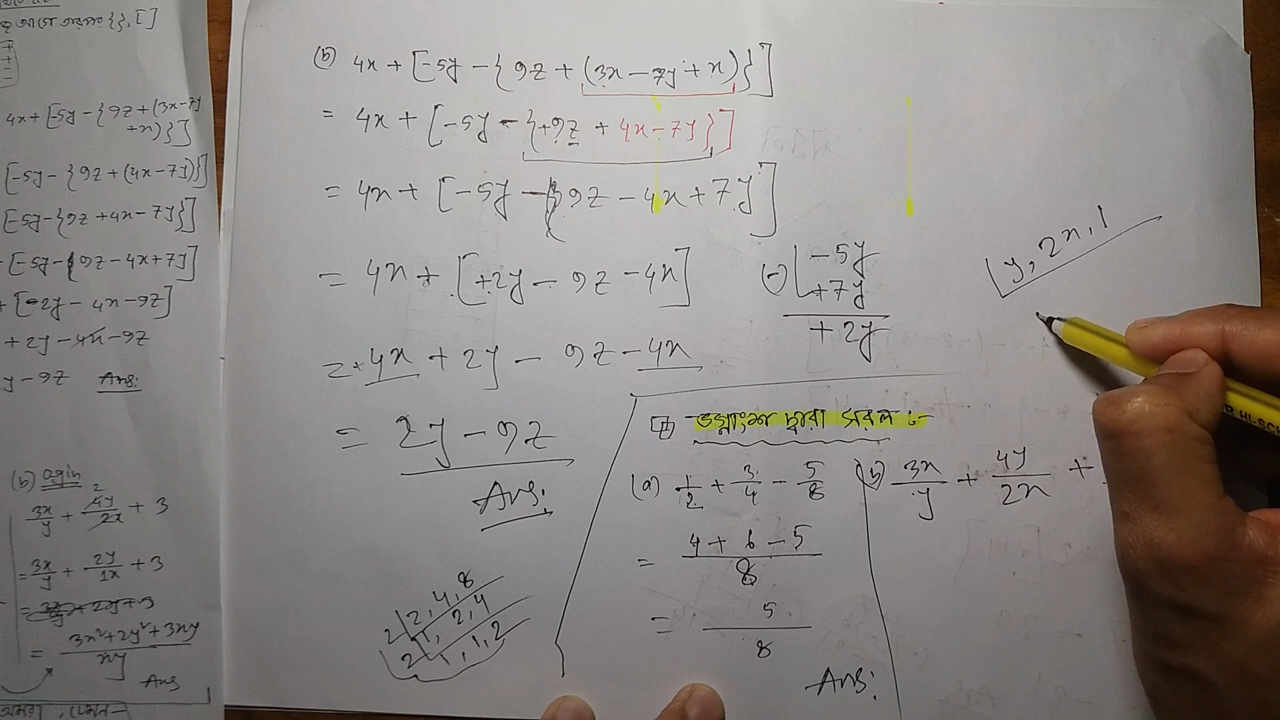 { }, [ ]
4x + [-5y - {9z + (3x - 7y
+x)}]
[-5y - {9z + (4x - 7y)}]
[-5y - {9z + 4x - 7y}]
[-5y - 9z - 4x + 7y]
+ [-2y - 4x - 9z]
+ 2y - 4x - 9z
y - 9z Ans:
(b) again
3x/y + 4y/2x + 3
= 3x/y + 2y/1x + 3
= (3x² + 2y² + 3xy)/xy
Ans
(b) 4x + [-5y - {9z + (3x - 7y + x)}]
= 4x + [-5y - {+9z + 4x - 7y}]
= 4x + [-5y - 9z - 4x + 7y]
= 4x + [+2y - 9z - 4x]
= +4x + 2y - 9z - 4x
= 2y - 9z
Ans:
(-) -5y
+7y
+2y
y, 2x, 1
ভগ্নাংশ দ্বারা সরল :-
(a) 1/2 + 3/4 - 5/8
= (4 + 6 - 5)/8
= 5/8
Ans:
(b) 3x/y + 4y/2x +
2 | 2, 4, 8
2 | 1, 2, 4
1, 1, 2